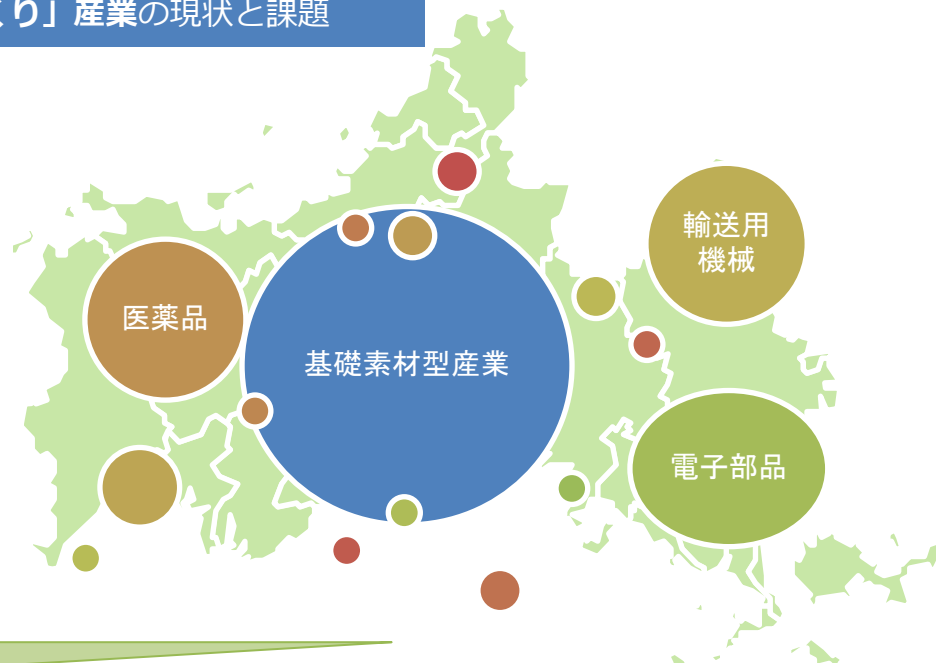 くり」産業の現状と課題
輸送用
機械
医薬品
基礎素材型産業
電子部品